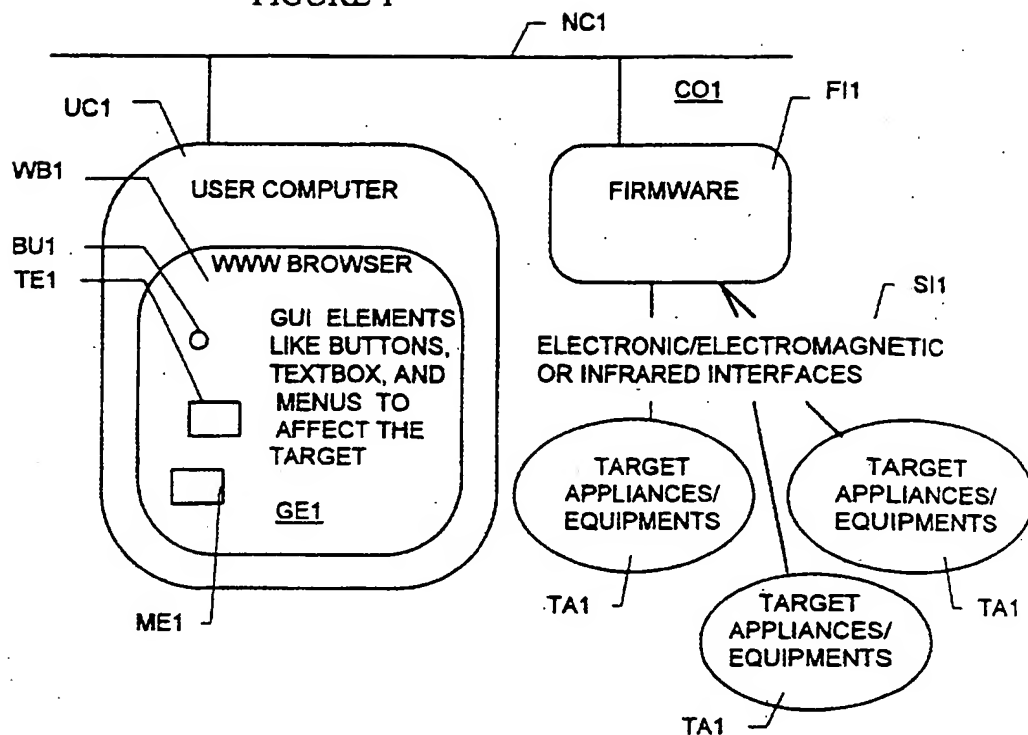 FIGURE 1
NC1
CO1
FI1
UC1
WB1
USER COMPUTER
FIRMWARE
BU1
WWW BROWSER
TE1
SI1
GUI ELEMENTS
LIKE BUTTONS,
TEXTBOX, AND
MENUS TO
AFFECT THE
TARGET
ELECTRONIC/ELECTROMAGNETIC
OR INFRARED INTERFACES
GE1
TARGET
APPLIANCES/
EQUIPMENTS
TARGET
APPLIANCES/
EQUIPMENTS
TA1
TARGET
APPLIANCES/
EQUIPMENTS
TA1
ME1
TA1